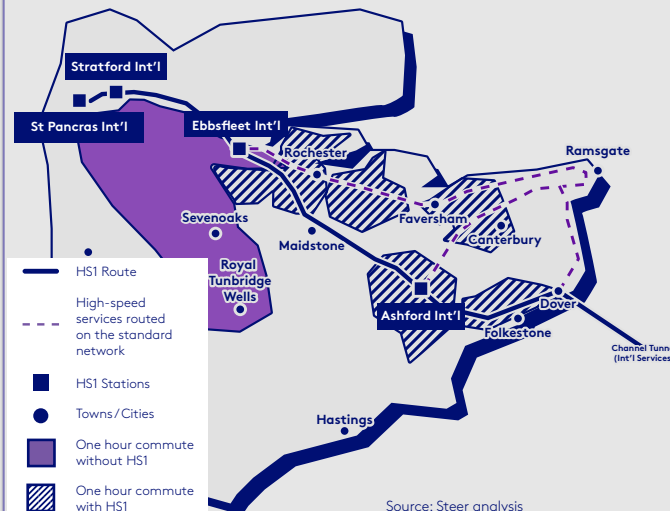 Stratford Int'l
St Pancras Int'l
Ebbsfleet Int'l
Rochester
Ramsgate
Sevenoaks
Faversham
Maidstone
Canterbury
Royal
Tunbridge
Wells
Ashford Int'l
Dover
Folkestone
Channel Tunn
(Int'l Services
Hastings
HS1 Route
High-speed
services routed
on the standard
network
HS1 Stations
Towns/Cities
One hour commute
without HS1
One hour commute
with HS1
Source: Steer analysis